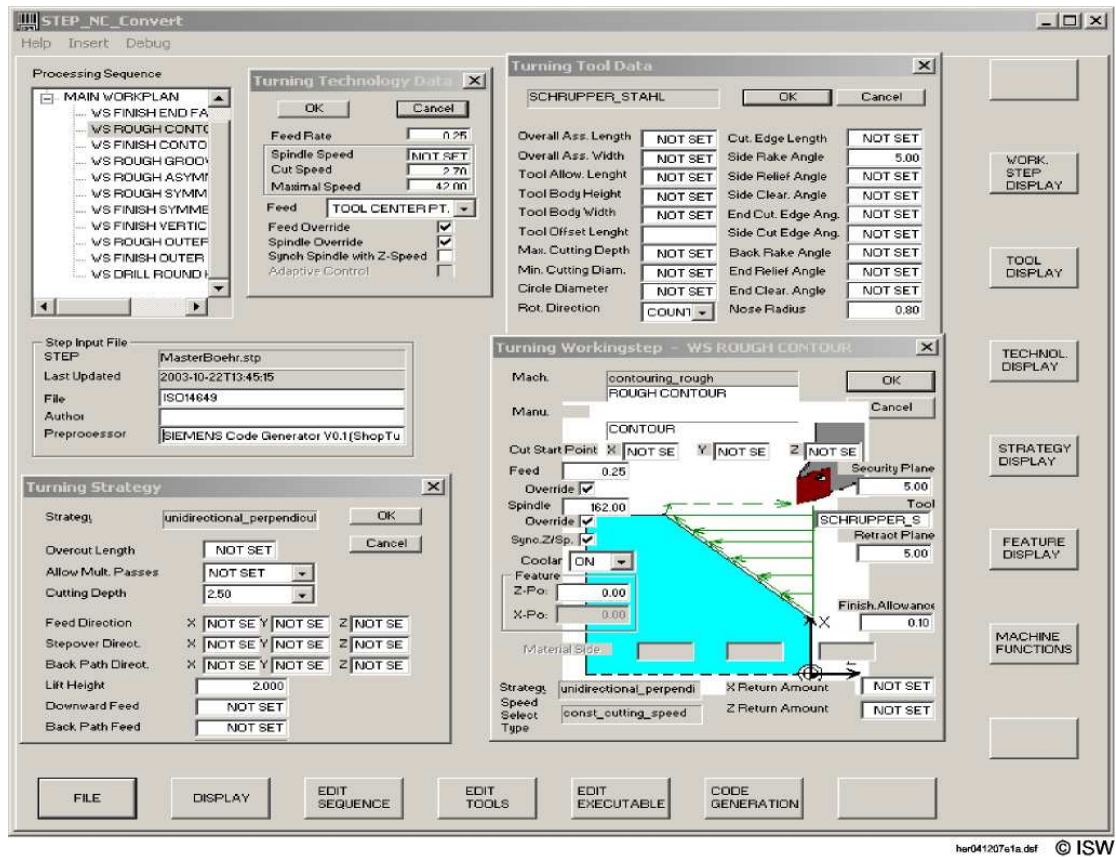 STEP_NC_Convert
Help Insert Debug
Processing Sequence
MAIN WORKPLAN
WS FINISH END FA
WS ROUGH CONTO
WS FINISH CONTO
WS ROUGH GROOV
WS ROUGH ASYMM
WS ROUGH SYMM
WS FINISH SYMME
WS FINISH VERTIC
WS ROUGH OUTER
WS FINISH OUTER
WS DRILL ROUND H
Turning Technology Data
OK Cancel
Feed Rate 0.25
Spindle Speed NOT SET
Cut Speed 2.70
Maximal Speed 42.00
Feed TOOL CENTER PT.
Feed Override
Spindle Override
Synch Spindle with Z-Speed
Adaptive Control
Turning Tool Data
SCHRUPPER_STAHL OK Cancel
Overall Ass. Length NOT SET Cut. Edge Length NOT SET
Overall Ass. Width NOT SET Side Rake Angle 5.00
Tool Allow. Lenght NOT SET Side Relief Angle NOT SET
Tool Body Height NOT SET Side Clear. Angle NOT SET
Tool Body Width NOT SET End Cut. Edge Ang. NOT SET
Tool Offset Lenght Side Cut Edge Ang. NOT SET
Max. Cutting Depth NOT SET Back Rake Angle NOT SET
Min. Cutting Diam. NOT SET End Relief Angle NOT SET
Circle Diameter NOT SET End Clear. Angle NOT SET
Rot. Direction COUNT Nose Radius 0.80
Step Input File
STEP MasterBoehr.stp
Last Updated 2003-10-22T13:45:15
File ISO14649
Author
Preprocessor SIEMENS Code Generator V0.1(ShopTu
Turning Strategy
Strategy unidirectional_perpendicul OK
Cancel
Overcut Length NOT SET
Allow Mult. Passes NOT SET
Cutting Depth 2.50
Feed Direction X NOT SE Y NOT SE Z NOT SE
Stepover Direct. X NOT SE Y NOT SE Z NOT SE
Back Path Direct. X NOT SE Y NOT SE Z NOT SE
Lift Height 2.000
Downward Feed NOT SET
Back Path Feed NOT SET
Turning Workingstep - WS ROUGH CONTOUR
Mach. contouring_rough OK
ROUGH CONTOUR
Manu. Cancel
CONTOUR
Cut Start Point X NOT SE Y NOT SE Z NOT SE
Feed 0.25 Security Plane
Override 5.00
Spindle 162.00 Tool
Override SCHRUPPER_S
Sync.Z/Sp. Retract Plane
Coolan ON 5.00
Feature
Z-Po: 0.00 Finish.Allowance
X-Po: 0.00 X 0.10
Material Side
Strategy unidirectional_perpendi X Return Amount NOT SET
Speed Select Type const_cutting_speed Z Return Amount NOT SET
WORK.
STEP
DISPLAY
TOOL
DISPLAY
TECHNOL.
DISPLAY
STRATEGY
DISPLAY
FEATURE
DISPLAY
MACHINE
FUNCTIONS
FILE
DISPLAY
EDIT
SEQUENCE
EDIT
TOOLS
EDIT
EXECUTABLE
CODE
GENERATION
her041207e1a.dsf © ISW